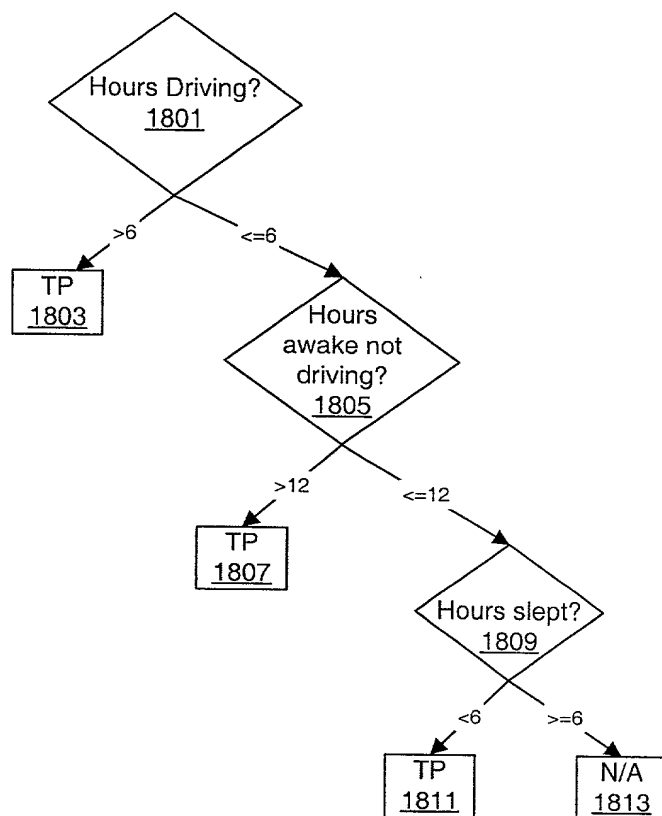 Hours Driving?
1801
>6
<=6
TP
1803
Hours
awake not
driving?
1805
>12
<=12
TP
1807
Hours slept?
1809
<6
>=6
TP
1811
N/A
1813